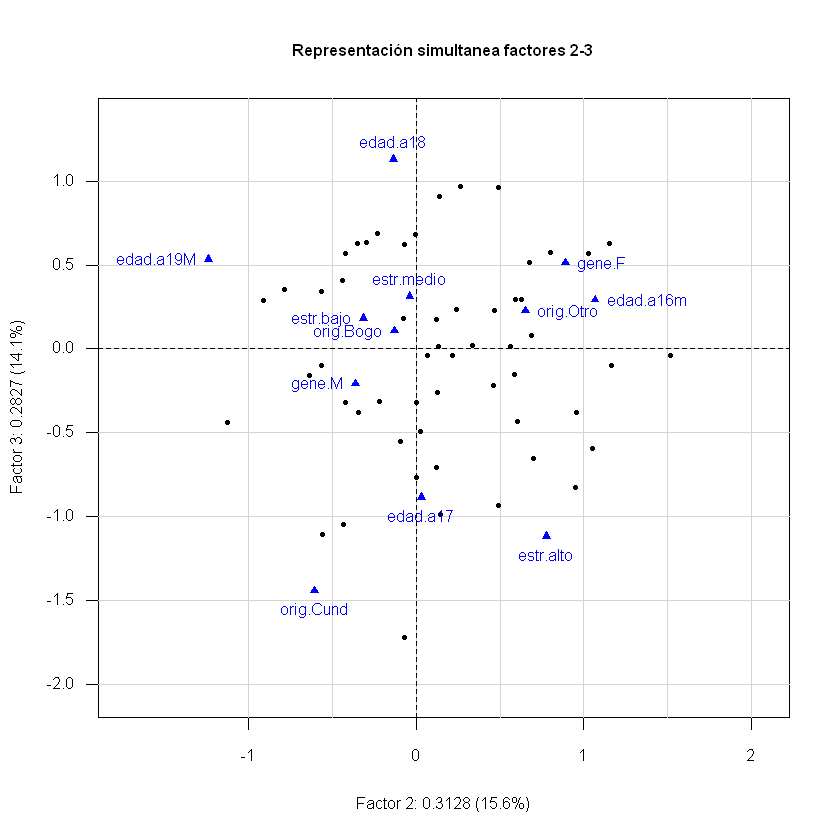 Representación simultanea factores 2-3
edad.a18
1.0
edad.a19M
0.5
gene.F
estr.medio
edad.a16m
orig.Otro
estr.bajo
orig.Bogo
0.0
gene.M
-0.5
edad.a17
-1.0
estr.alto
-1.5
orig.Cund
-2.0
-1 0 1 2
Factor 3: 0.2827 (14.1%)
Factor 2: 0.3128 (15.6%)